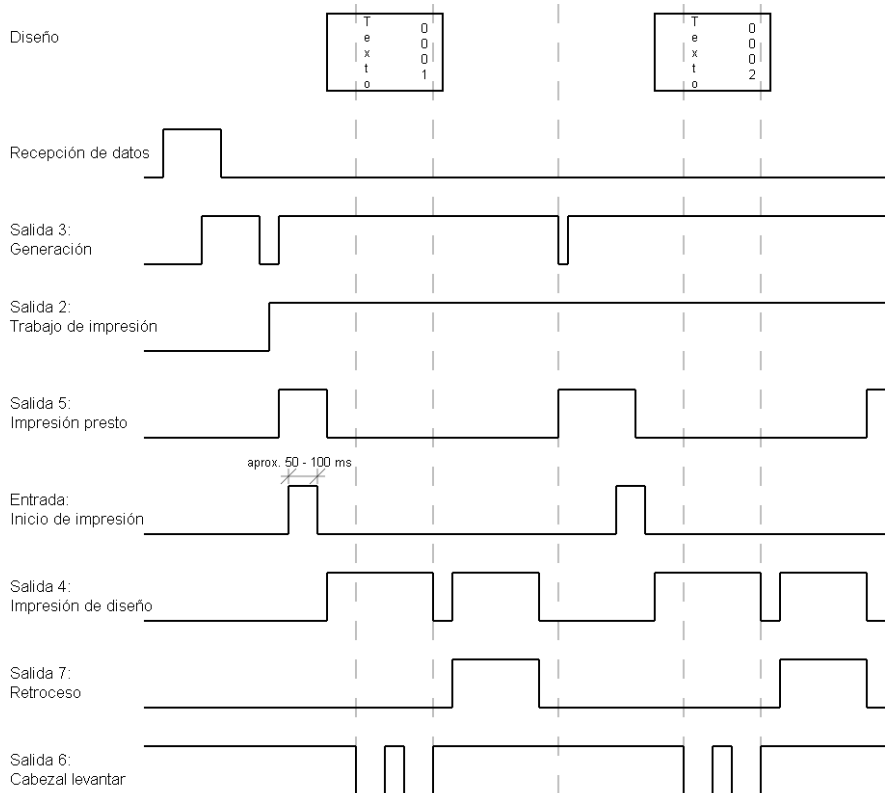 Diseño
T
e
x
t
o
0
0
0
1
T
e
x
t
o
0
0
0
2
Recepción de datos
Salida 3:
Generación
Salida 2:
Trabajo de impresión
Salida 5:
Impresión presto
aprox. 50 - 100 ms
Entrada:
Inicio de impresión
Salida 4:
Impresión de diseño
Salida 7:
Retroceso
Salida 6:
Cabezal levantar